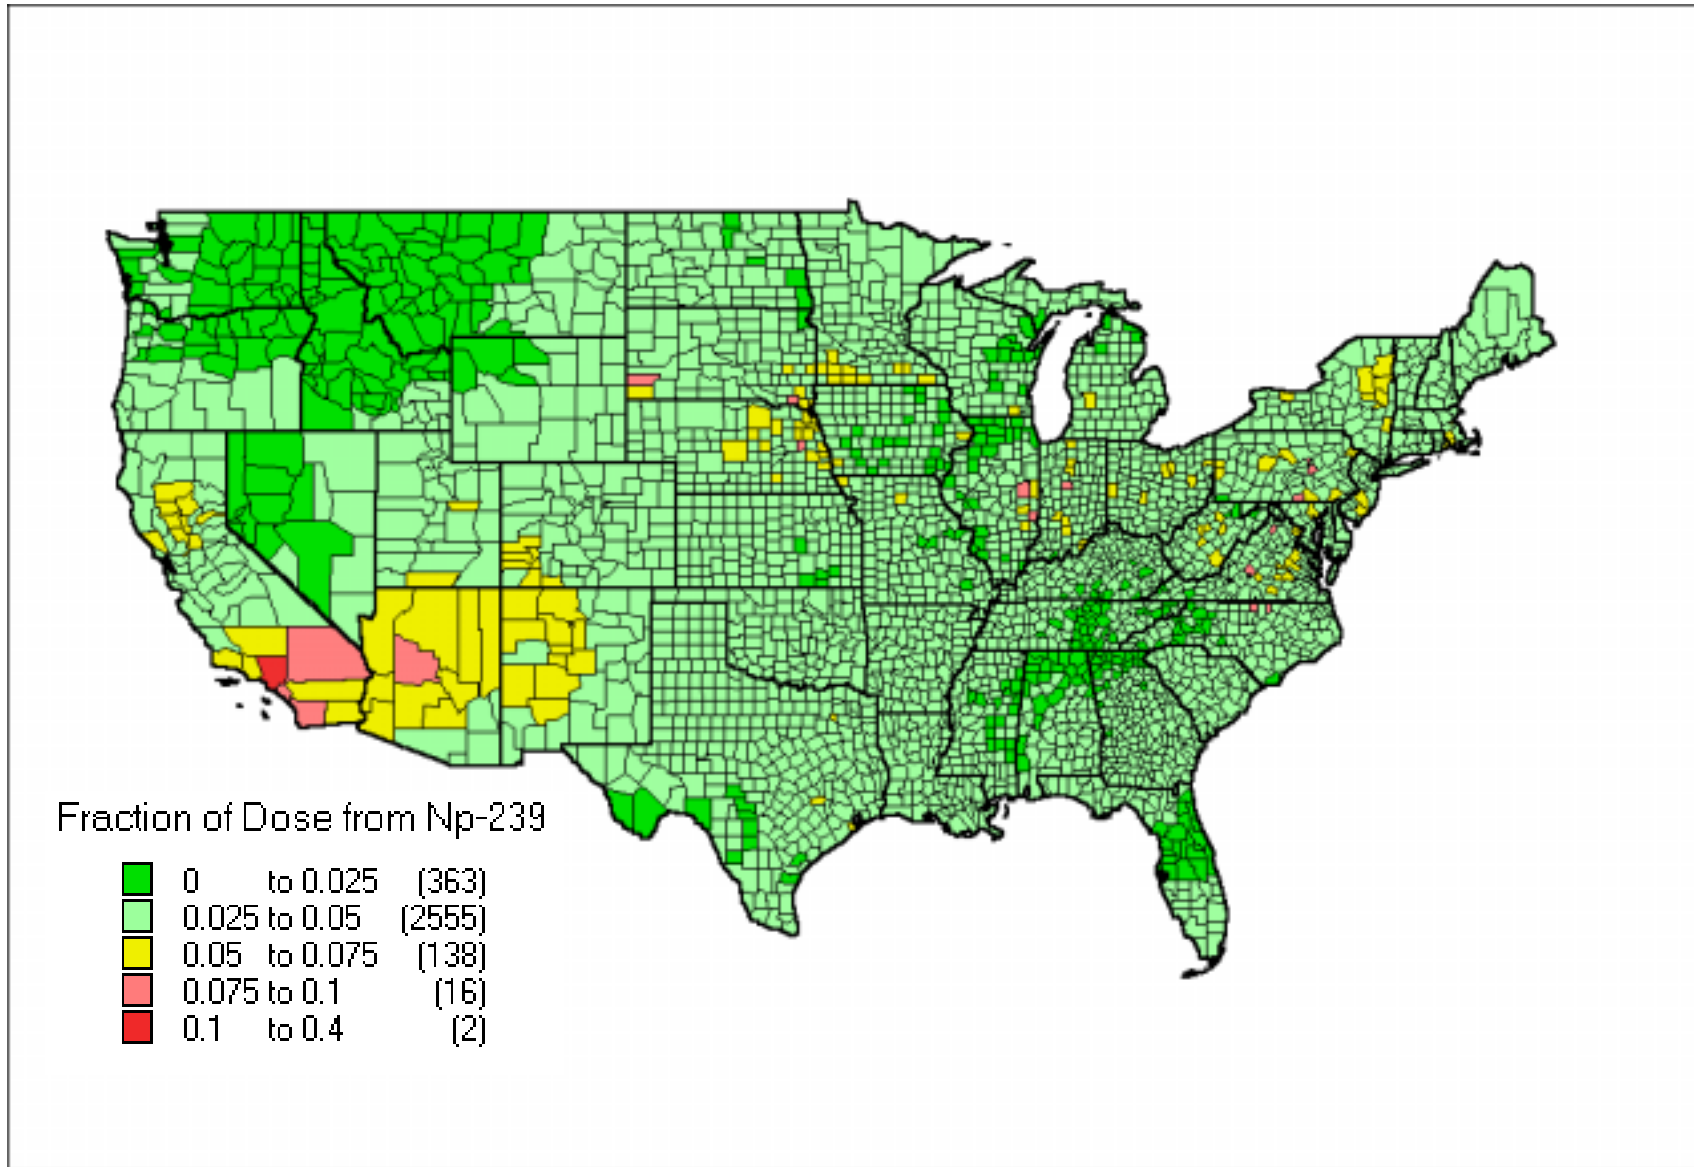 Fraction of Dose from Np-239
0 to 0.025 (363)
0.025 to 0.05 (2555)
0.05 to 0.075 (138)
0.075 to 0.1 (16)
0.1 to 0.4 (2)